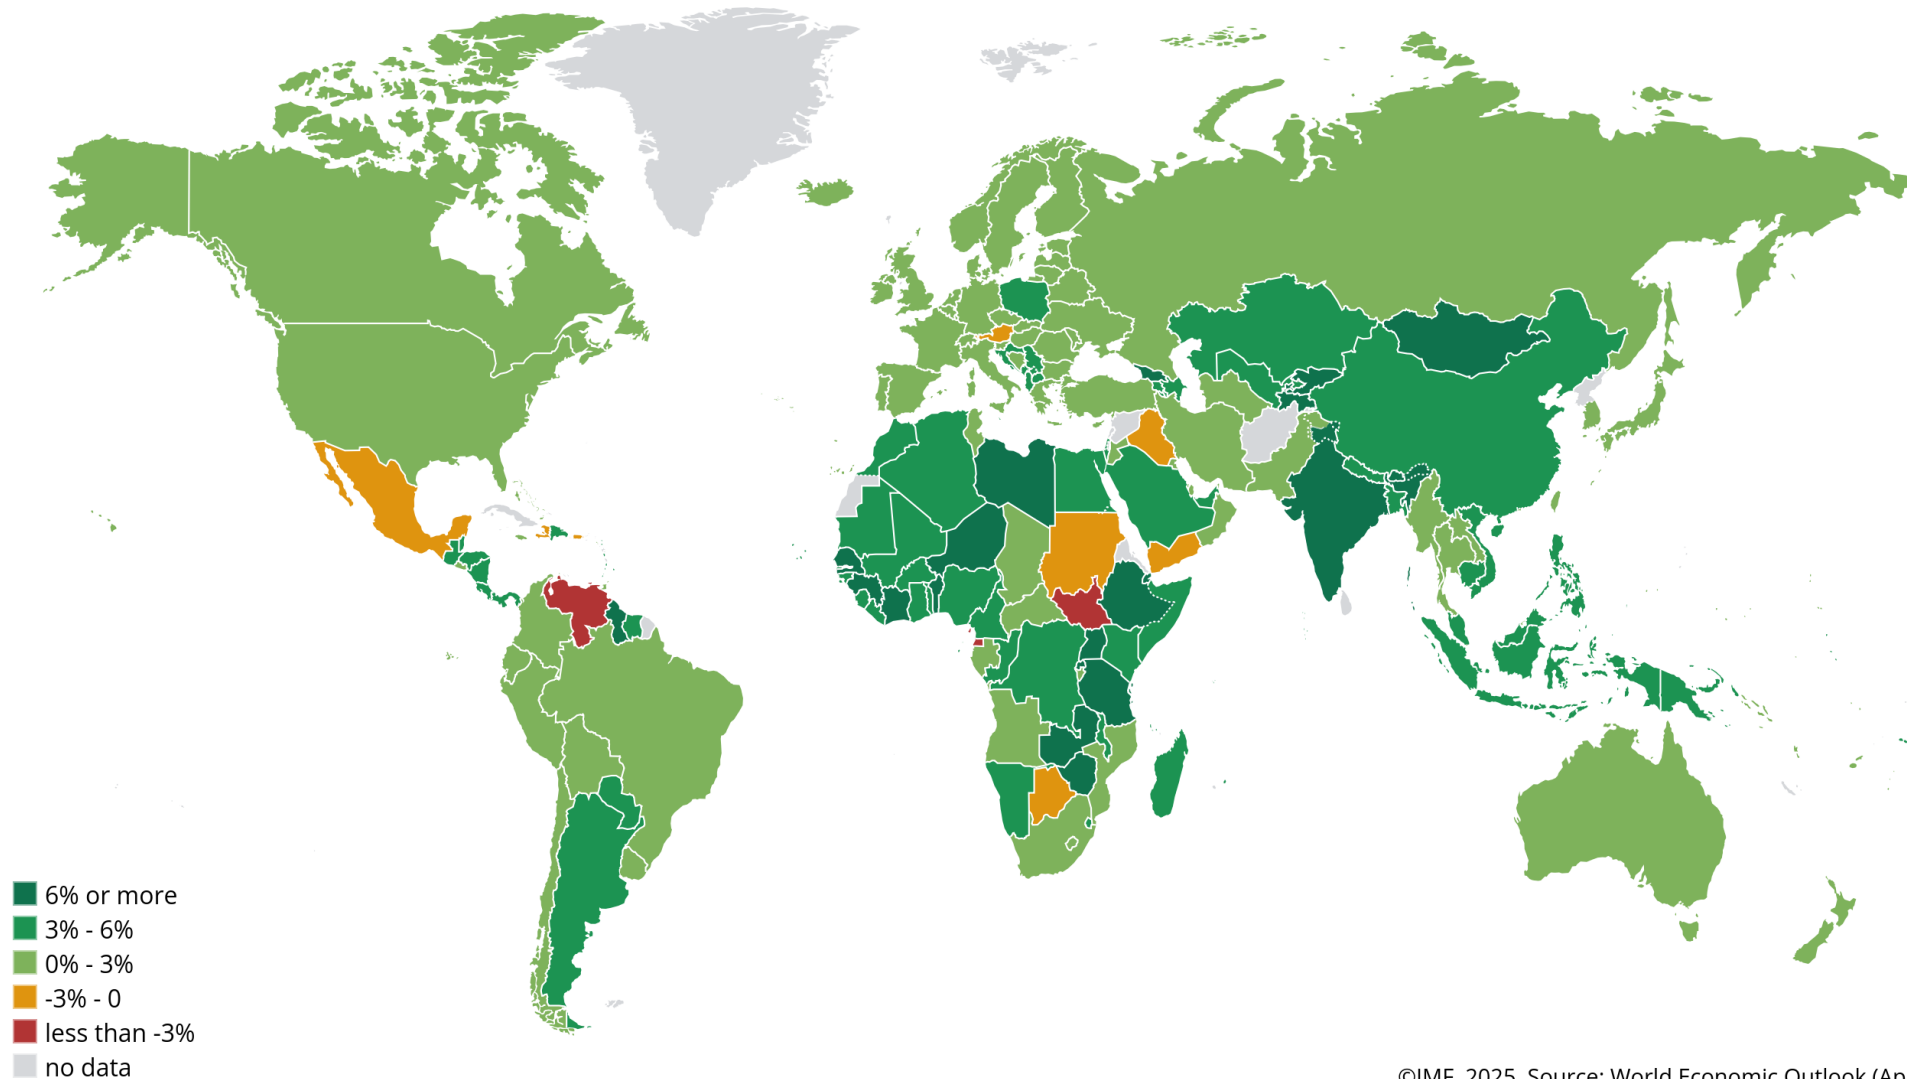 6% or more
3% - 6%
0% - 3%
-3% - 0
less than -3%
no data
©IMF, 2025, Source: World Economic Outlook (Ap